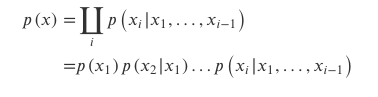 p(x) = ∐_i p(x_i|x_1, . . . , x_{i−1})
=p(x_1)p(x_2|x_1) . . . p(x_i|x_1, . . . , x_{i−1})